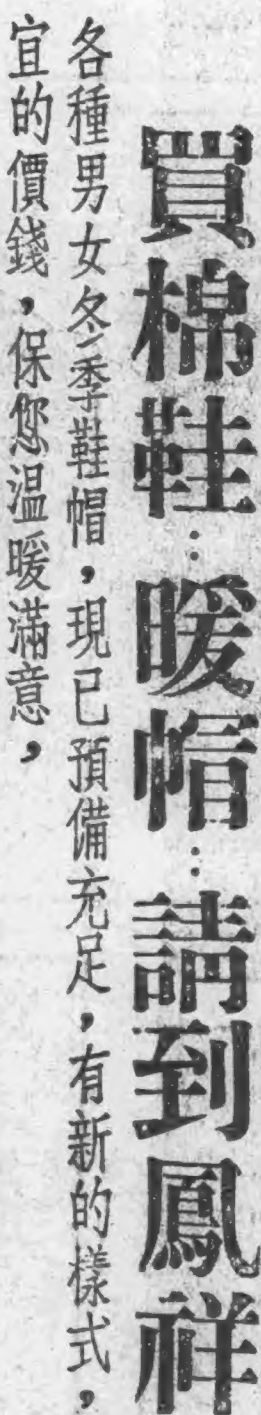 買棉鞋…暖帽…請到鳳祥
各種男女冬季鞋帽，現已預備充足，有新的樣式，
宜的價錢，保您温暖滿意，